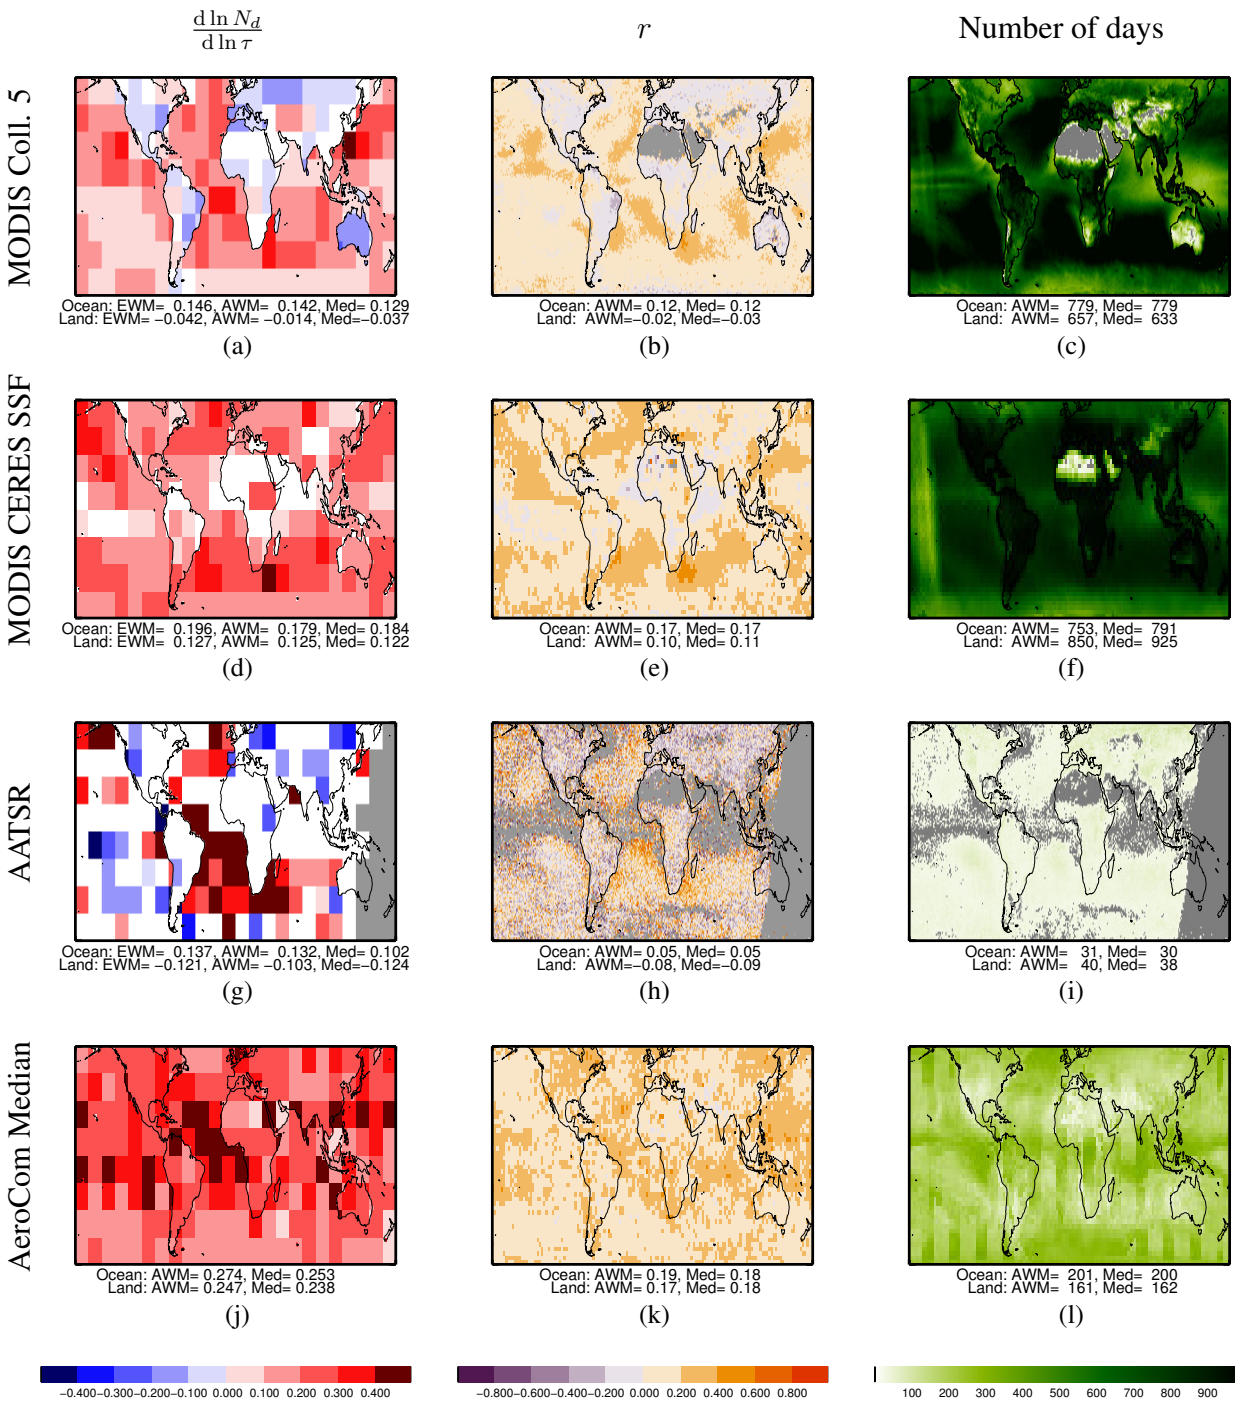 d ln N_d / d ln τ
r
Number of days
MODIS Coll. 5
Ocean: EWM= 0.146, AWM= 0.142, Med= 0.129
Land: EWM= −0.042, AWM= −0.014, Med=−0.037
(a)
Ocean: AWM= 0.12, Med= 0.12
Land: AWM=−0.02, Med=−0.03
(b)
Ocean: AWM= 779, Med= 779
Land: AWM= 657, Med= 633
(c)
MODIS CERES SSF
Ocean: EWM= 0.196, AWM= 0.179, Med= 0.184
Land: EWM= 0.127, AWM= 0.125, Med= 0.122
(d)
Ocean: AWM= 0.17, Med= 0.17
Land: AWM= 0.10, Med= 0.11
(e)
Ocean: AWM= 753, Med= 791
Land: AWM= 850, Med= 925
(f)
AATSR
Ocean: EWM= 0.137, AWM= 0.132, Med= 0.102
Land: EWM= −0.121, AWM= −0.103, Med=−0.124
(g)
Ocean: AWM= 0.05, Med= 0.05
Land: AWM=−0.08, Med=−0.09
(h)
Ocean: AWM= 31, Med= 30
Land: AWM= 40, Med= 38
(i)
AeroCom Median
Ocean: AWM= 0.274, Med= 0.253
Land: AWM= 0.247, Med= 0.238
(j)
Ocean: AWM= 0.19, Med= 0.18
Land: AWM= 0.17, Med= 0.18
(k)
Ocean: AWM= 201, Med= 200
Land: AWM= 161, Med= 162
(l)
−0.400 −0.300 −0.200 −0.100 0.000 0.100 0.200 0.300 0.400
−0.800 −0.600 −0.400 −0.200 0.000 0.200 0.400 0.600 0.800
100 200 300 400 500 600 700 800 900